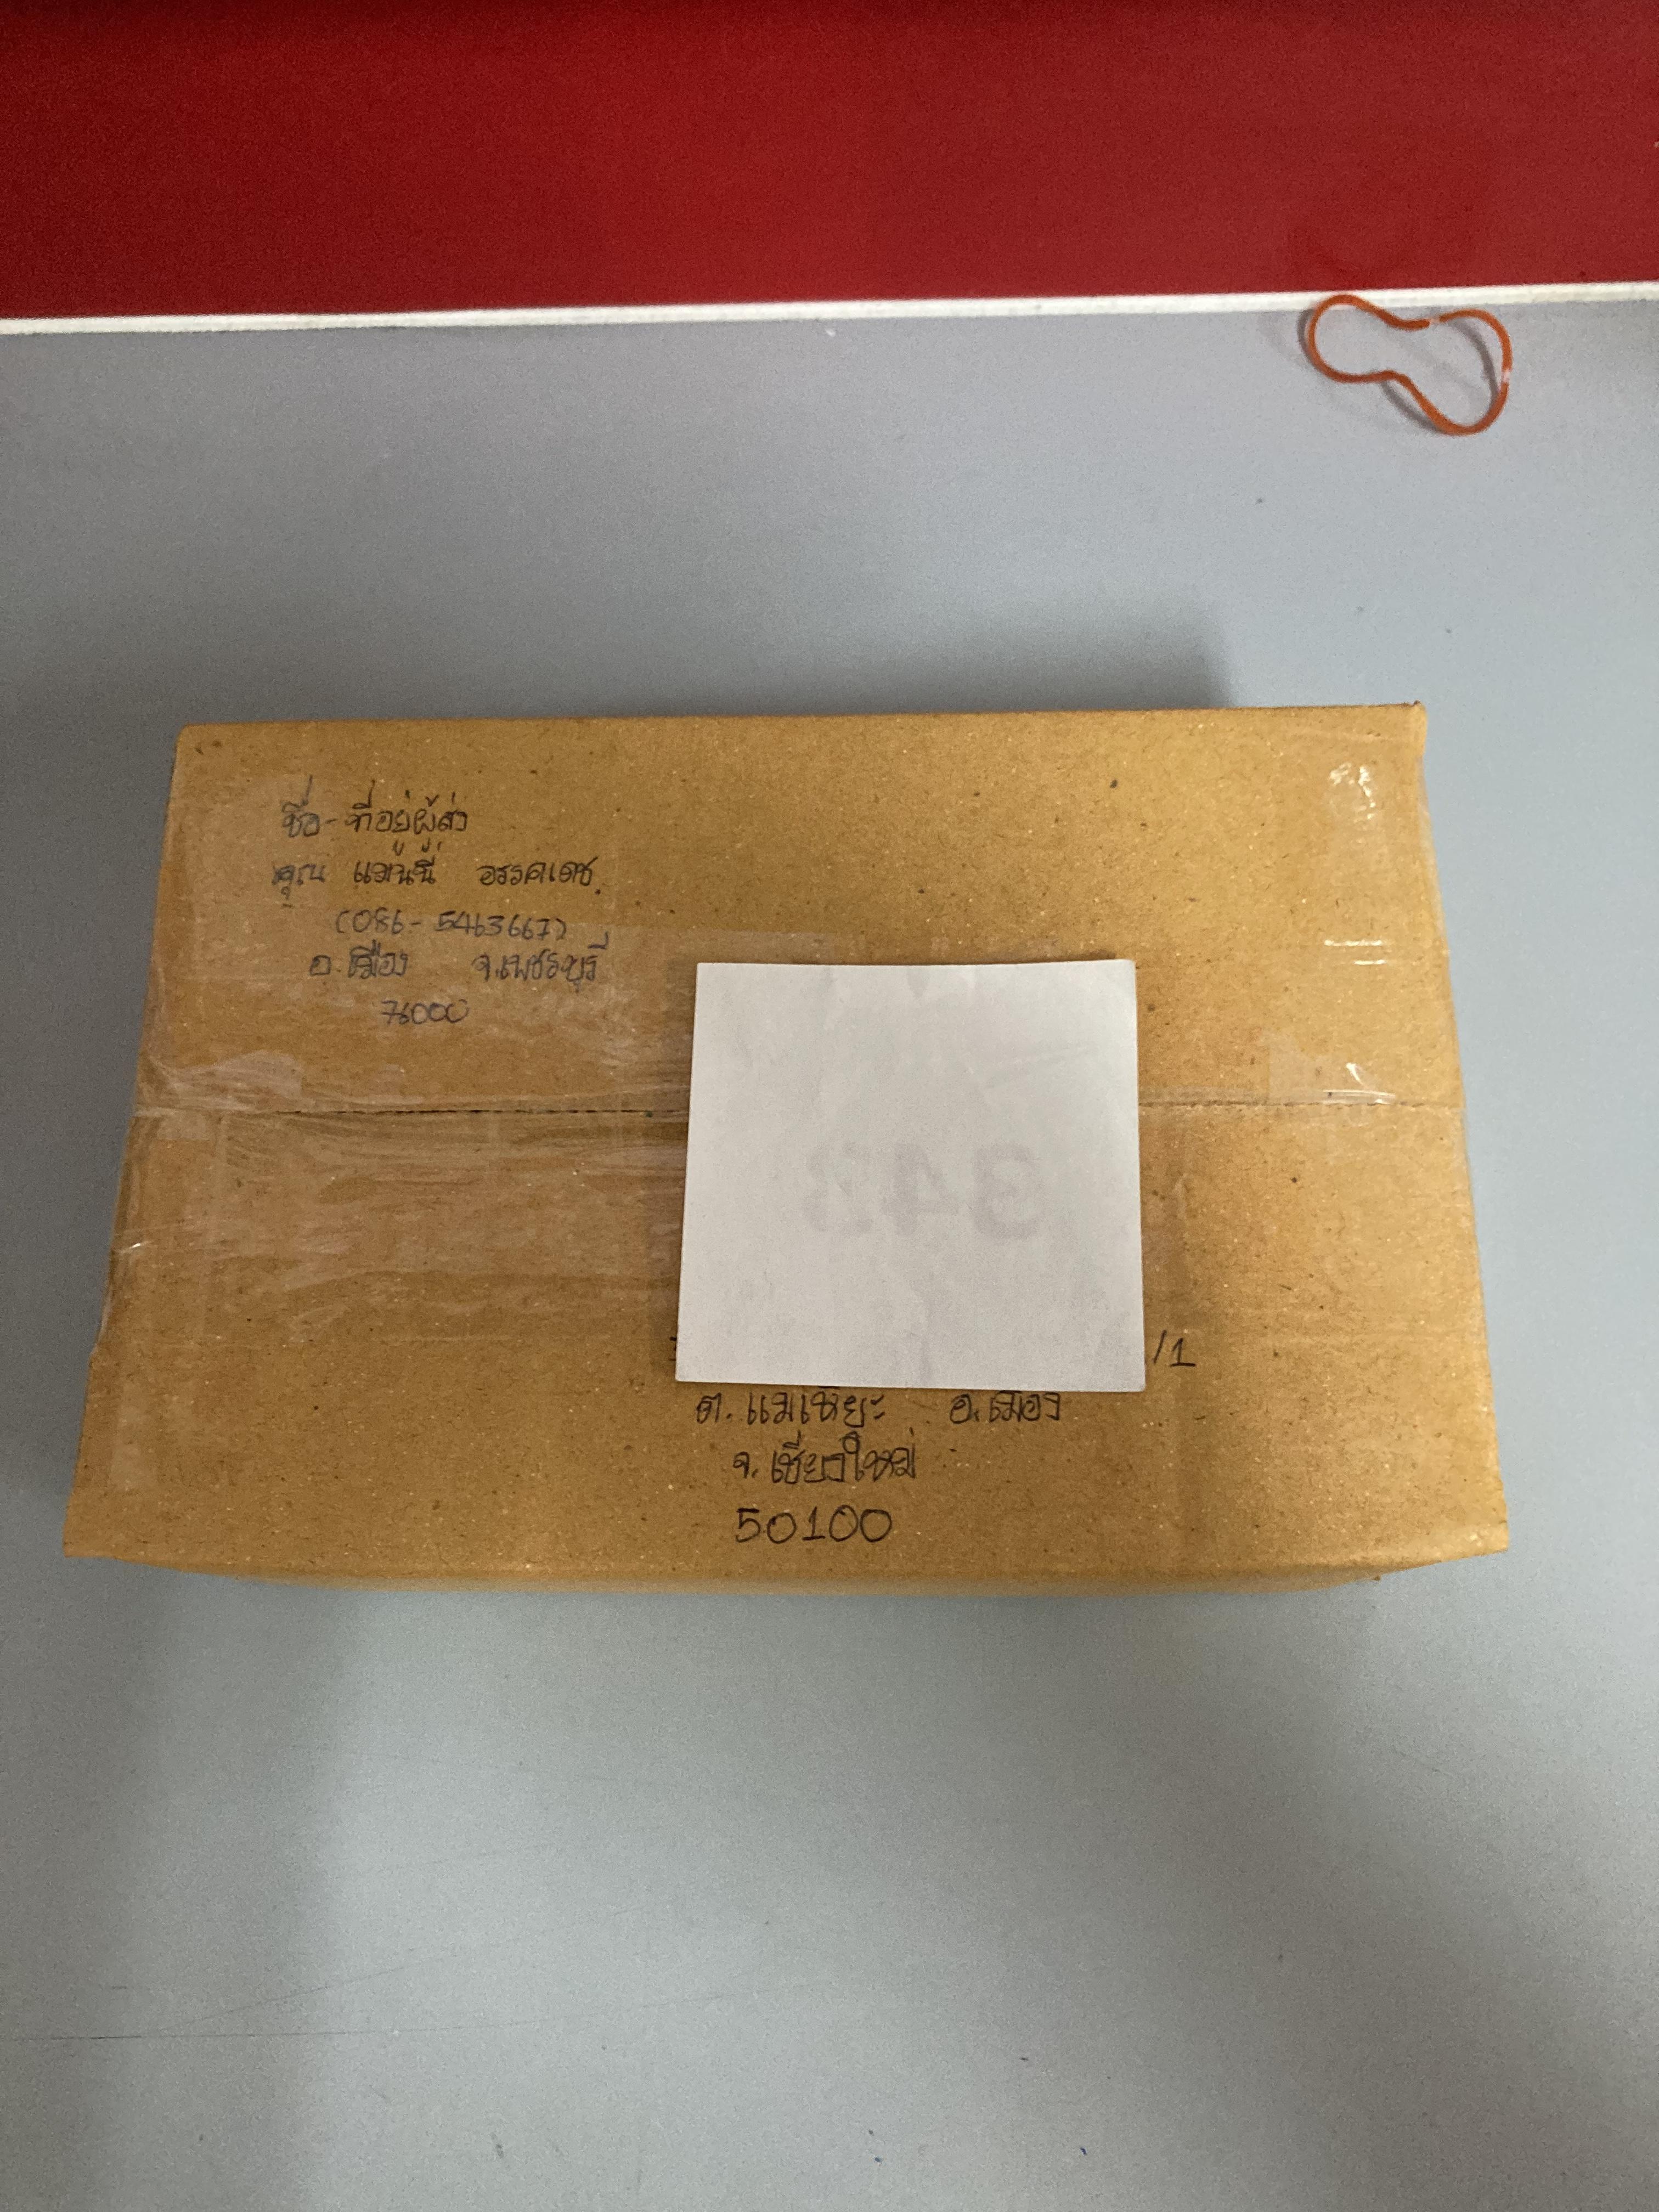 ชื่อ-ที่อยู่ผู้ส่ง
คุณ แม่นุ้นี่ อรรคเดช
(086-5463667)
อ.เมือง จ.เพชรบุรี
76000
/1
ต.แม่เหียะ อ.เมือง
จ.เชียงใหม่
50100